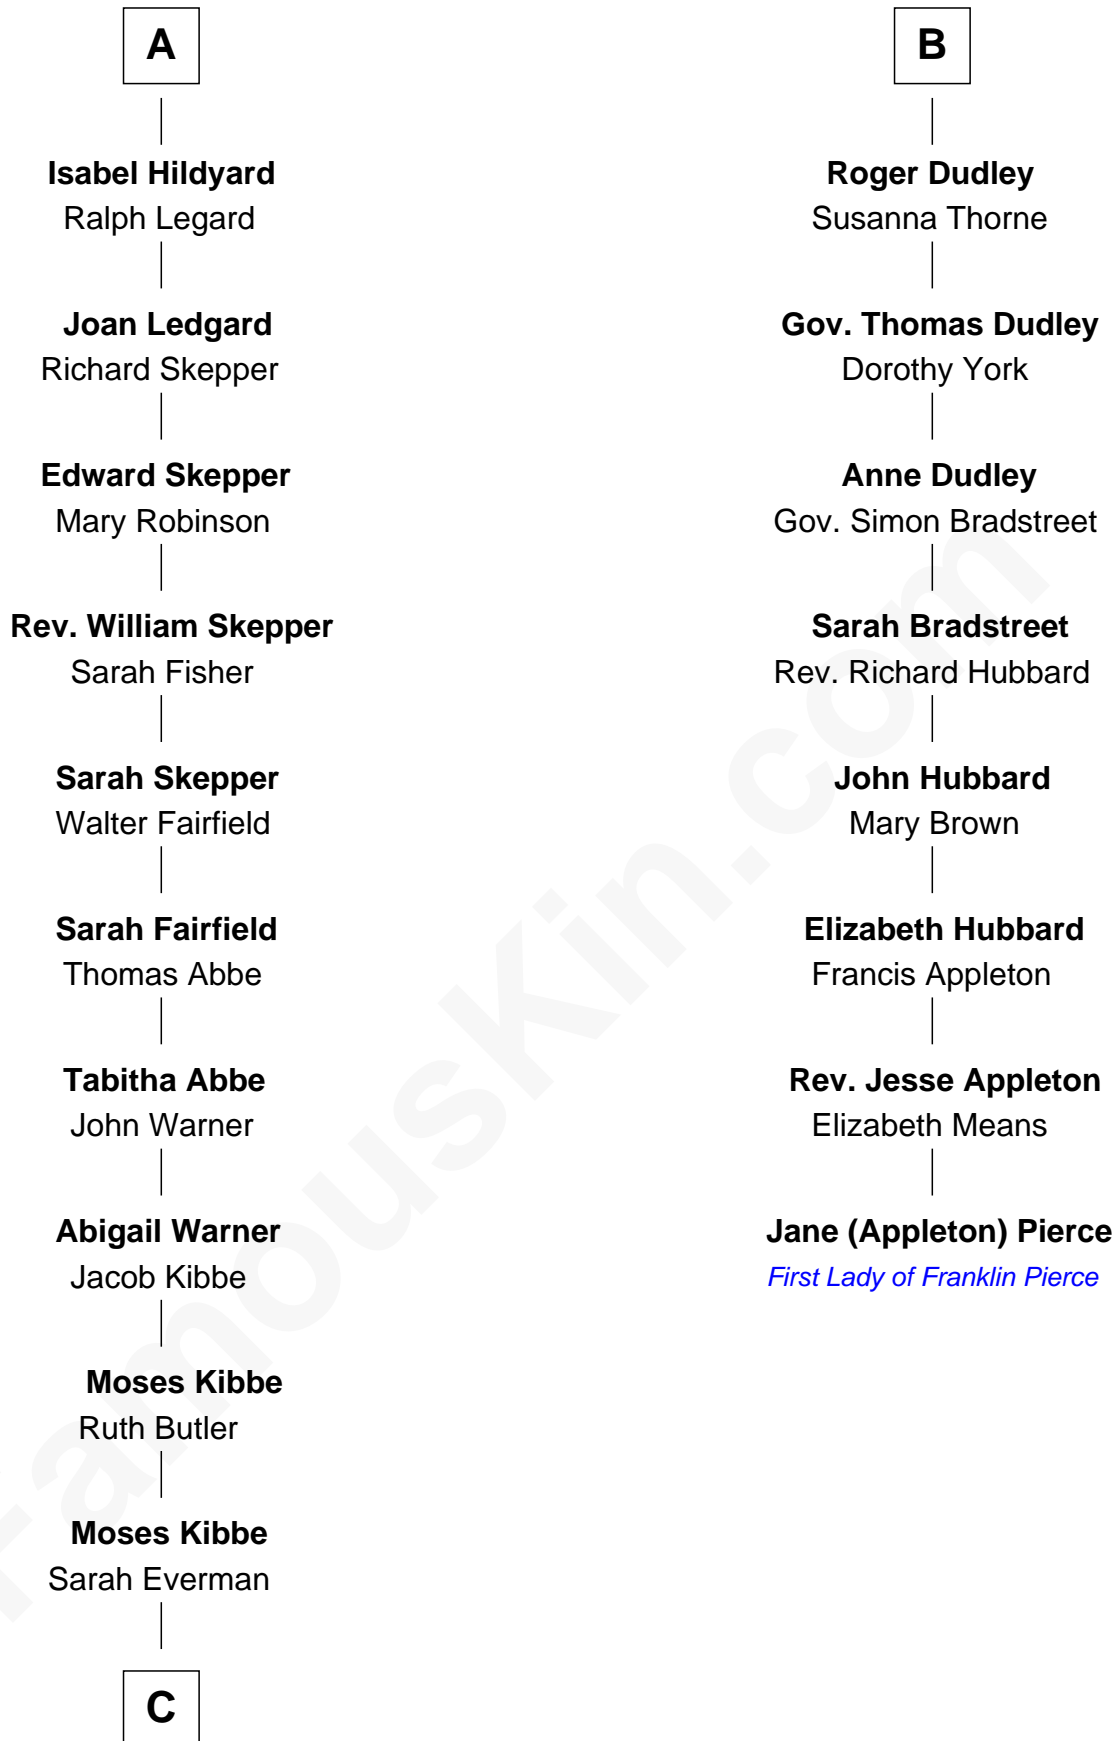 A
Isabel Hildyard
Ralph Legard
Joan Ledgard
Richard Skepper
Edward Skepper
Mary Robinson
Rev. William Skepper
Sarah Fisher
Sarah Skepper
Walter Fairfield
Sarah Fairfield
Thomas Abbe
Tabitha Abbe
John Warner
Abigail Warner
Jacob Kibbe
Moses Kibbe
Ruth Butler
Moses Kibbe
Sarah Everman
C
B
Roger Dudley
Susanna Thorne
Gov. Thomas Dudley
Dorothy York
Anne Dudley
Gov. Simon Bradstreet
Sarah Bradstreet
Rev. Richard Hubbard
John Hubbard
Mary Brown
Elizabeth Hubbard
Francis Appleton
Rev. Jesse Appleton
Elizabeth Means
Jane (Appleton) Pierce
First Lady of Franklin Pierce
FamousKin.com